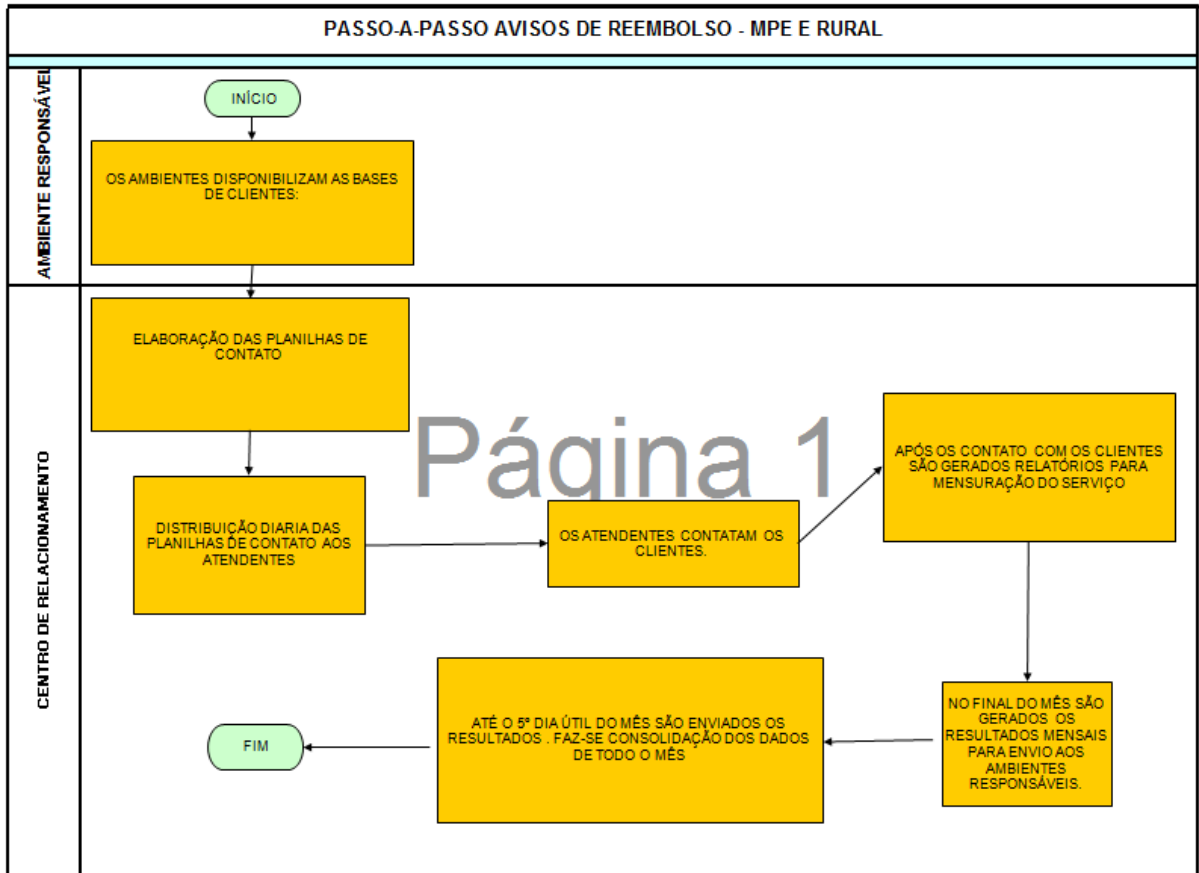 PASSO-A-PASSO AVISOS DE REEMBOLSO - MPE E RURAL
AMBIENTE RESPONSÁVEL
INÍCIO
OS AMBIENTES DISPONIBILIZAM AS BASES
DE CLIENTES:
CENTRO DE RELACIONAMENTO
ELABORAÇÃO DAS PLANILHAS DE
CONTATO
Página 1
DISTRIBUIÇÃO DIARIA DAS
PLANILHAS DE CONTATO AOS
ATENDENTES
OS ATENDENTES CONTATAM OS
CLIENTES.
APÓS OS CONTATO COM OS CLIENTES
SÃO GERADOS RELATÓRIOS PARA
MENSURAÇÃO DO SERVIÇO
NO FINAL DO MÊS SÃO
GERADOS OS
RESULTADOS MENSAIS
PARA ENVIO AOS
AMBIENTES
RESPONSÁVEIS.
ATÉ O 5º DIA ÚTIL DO MÊS SÃO ENVIADOS OS
RESULTADOS . FAZ-SE CONSOLIDAÇÃO DOS DADOS
DE TODO O MÊS
FIM